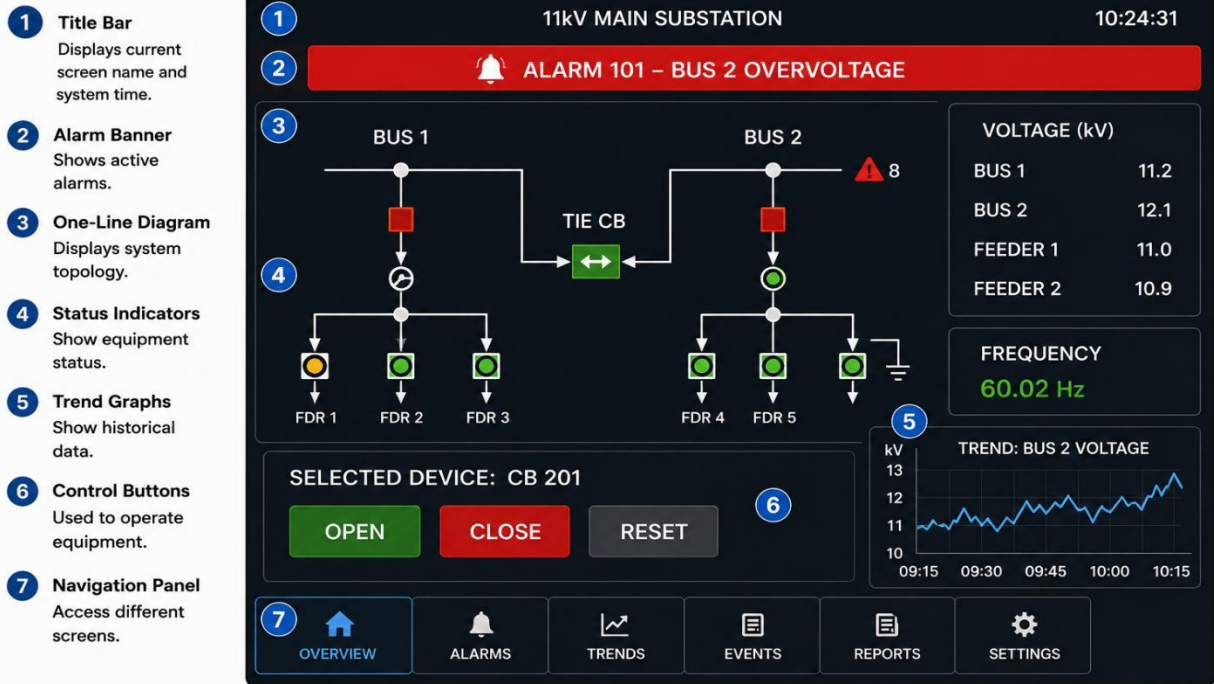 1 Title Bar
Displays current
screen name and
system time.
2 Alarm Banner
Shows active
alarms.
3 One-Line Diagram
Displays system
topology.
4 Status Indicators
Show equipment
status.
5 Trend Graphs
Show historical
data.
6 Control Buttons
Used to operate
equipment.
7 Navigation Panel
Access different
screens.
1 11kV MAIN SUBSTATION 10:24:31
2 ALARM 101 – BUS 2 OVERVOLTAGE
3
BUS 1 BUS 2
8
TIE CB
4
FDR 1 FDR 2 FDR 3 FDR 4 FDR 5
VOLTAGE (kV)
BUS 1 11.2
BUS 2 12.1
FEEDER 1 11.0
FEEDER 2 10.9
FREQUENCY
60.02 Hz
5
TREND: BUS 2 VOLTAGE
kV
13
12
11
10
09:15 09:30 09:45 10:00 10:15
SELECTED DEVICE: CB 201
6
OPEN CLOSE RESET
7
OVERVIEW ALARMS TRENDS EVENTS REPORTS SETTINGS